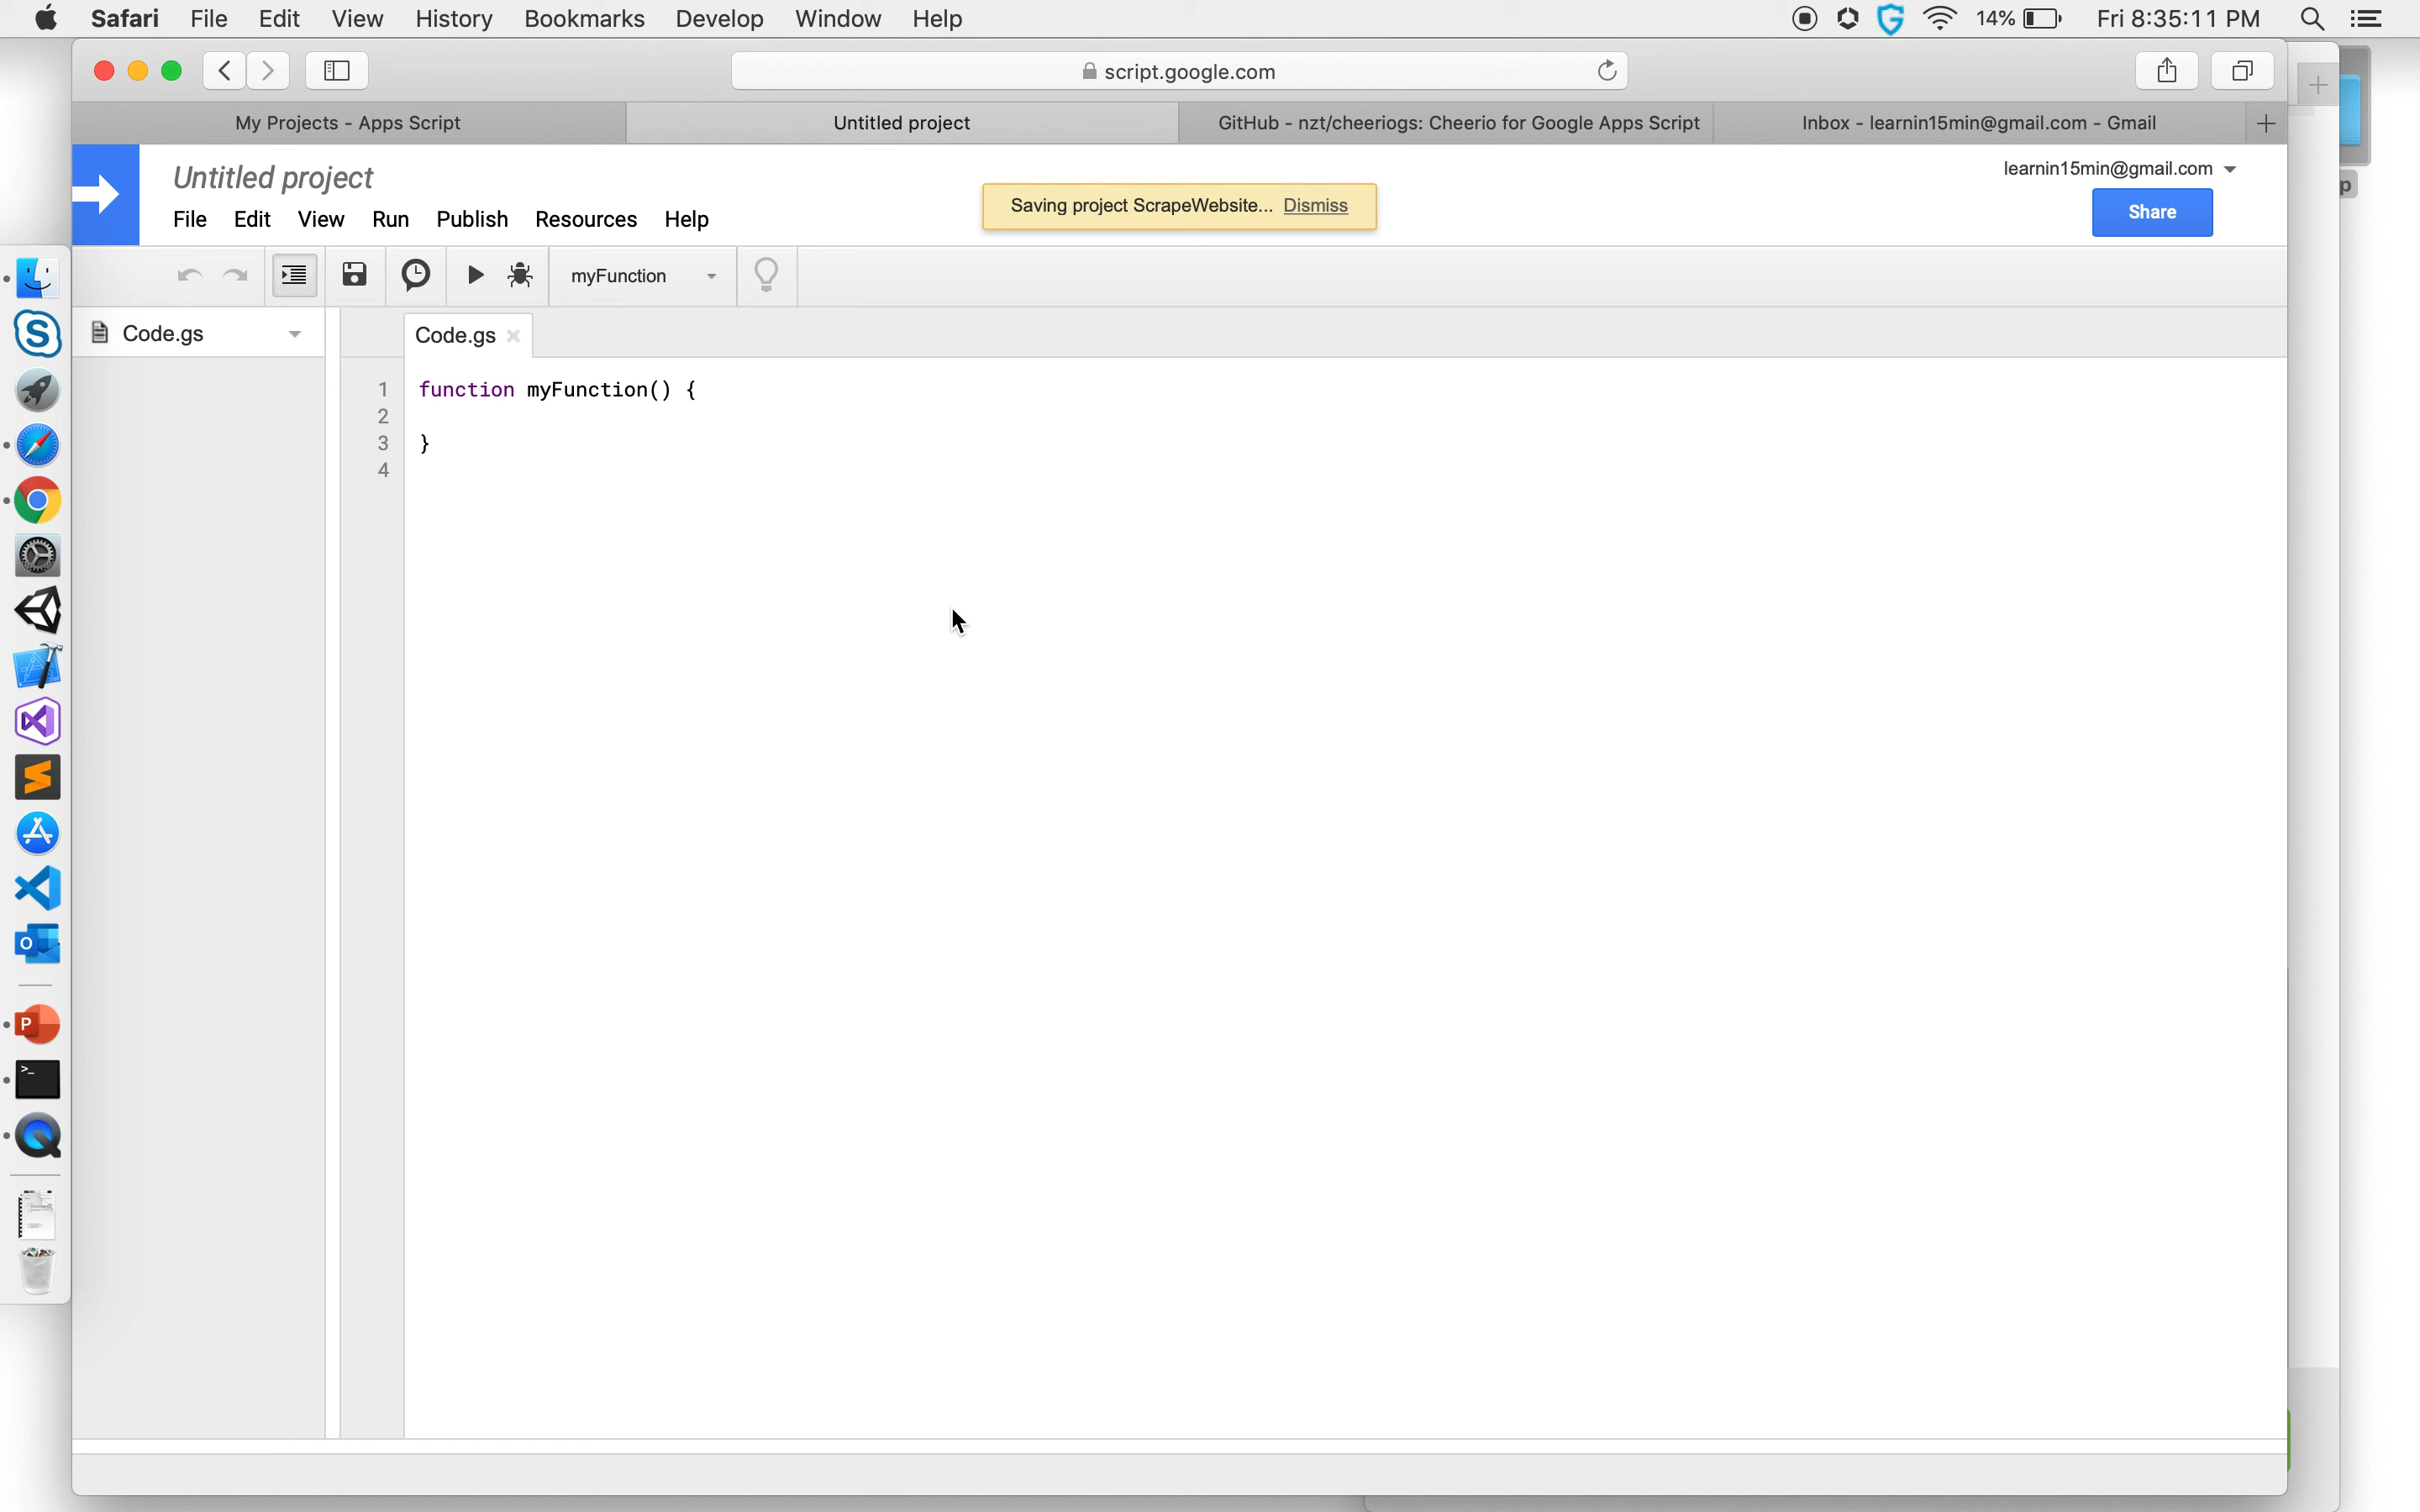 Safari File Edit View History Bookmarks Develop Window Help 14% Fri 8:35:11 PM
script.google.com
My Projects - Apps Script Untitled project GitHub - nzt/cheeriogs: Cheerio for Google Apps Script Inbox - learnin15min@gmail.com - Gmail
Untitled project
learnin15min@gmail.com
p
File Edit View Run Publish Resources Help
Saving project ScrapeWebsite... Dismiss
Share
myFunction
Code.gs
Code.gs
1 function myFunction() {
2
3 }
4